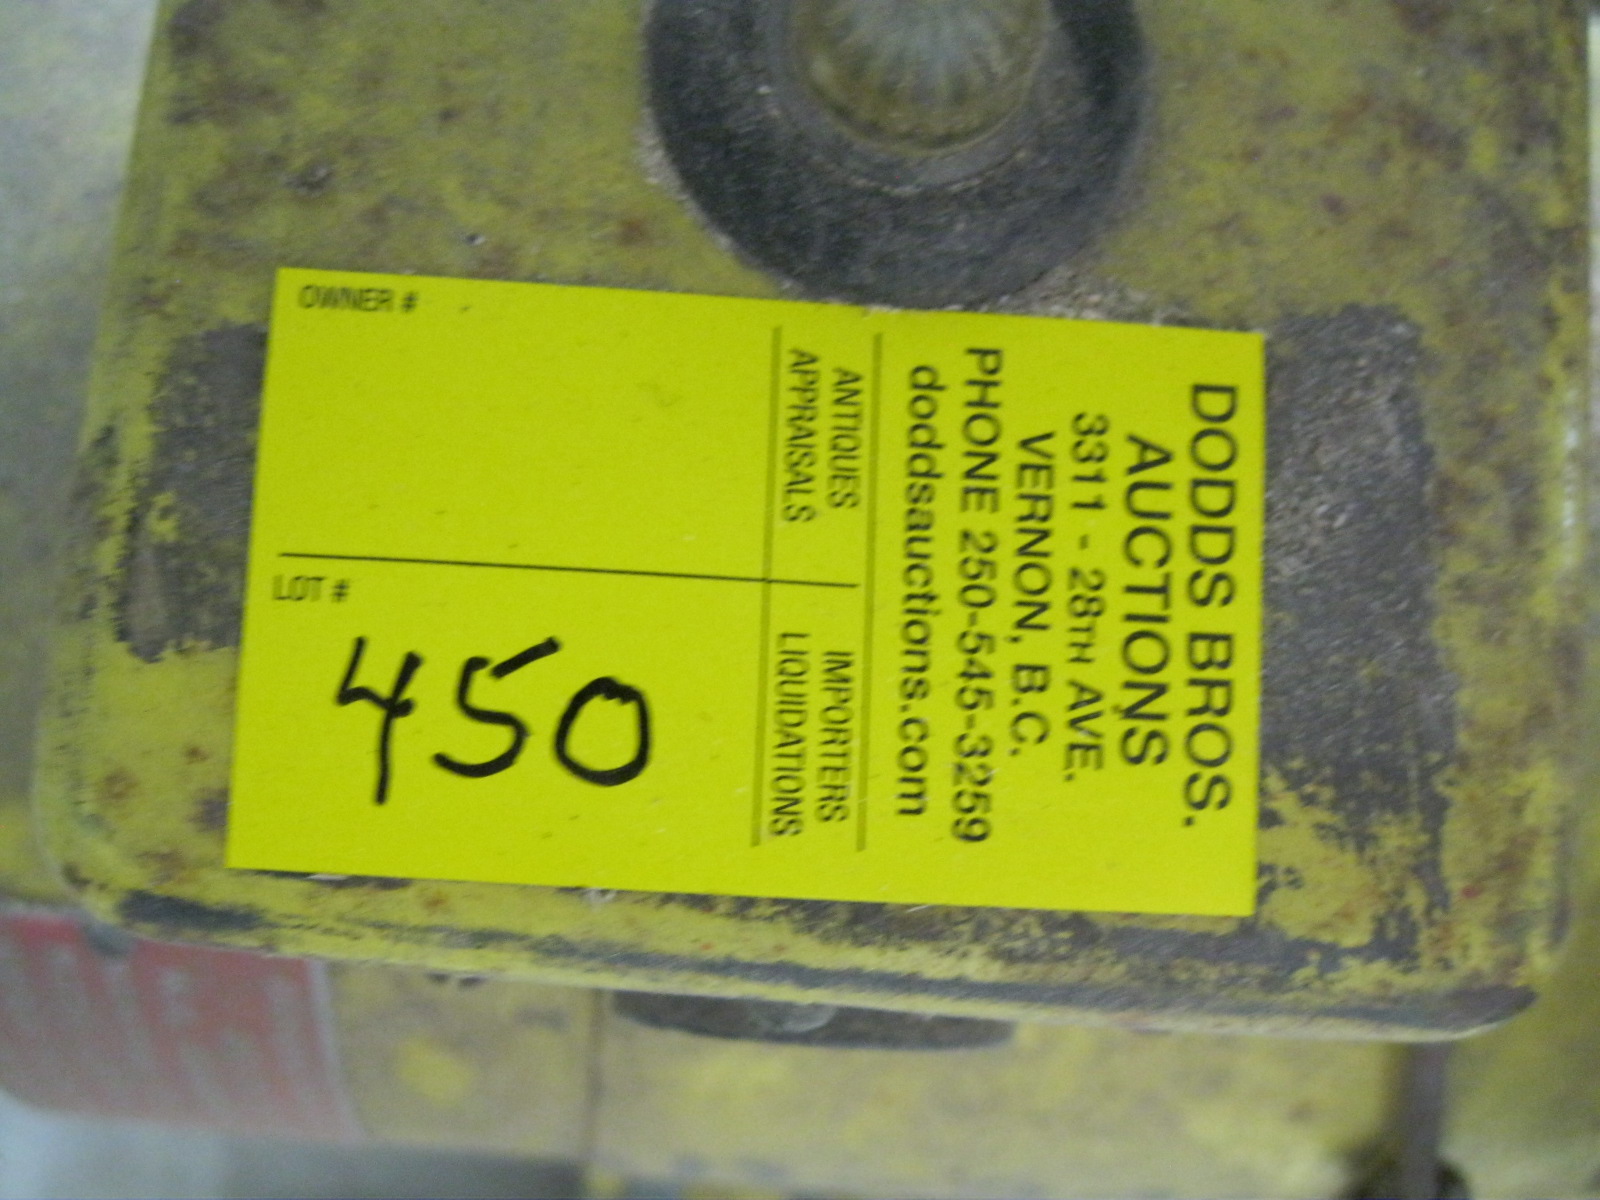 DODDS BROS.
AUCTIONS
3311 - 28TH AVE.
VERNON, B.C.
PHONE 250-545-3259
doddsauctions.com
ANTIQUES IMPORTERS
APPRAISALS LIQUIDATIONS
OWNER #
LOT #
450